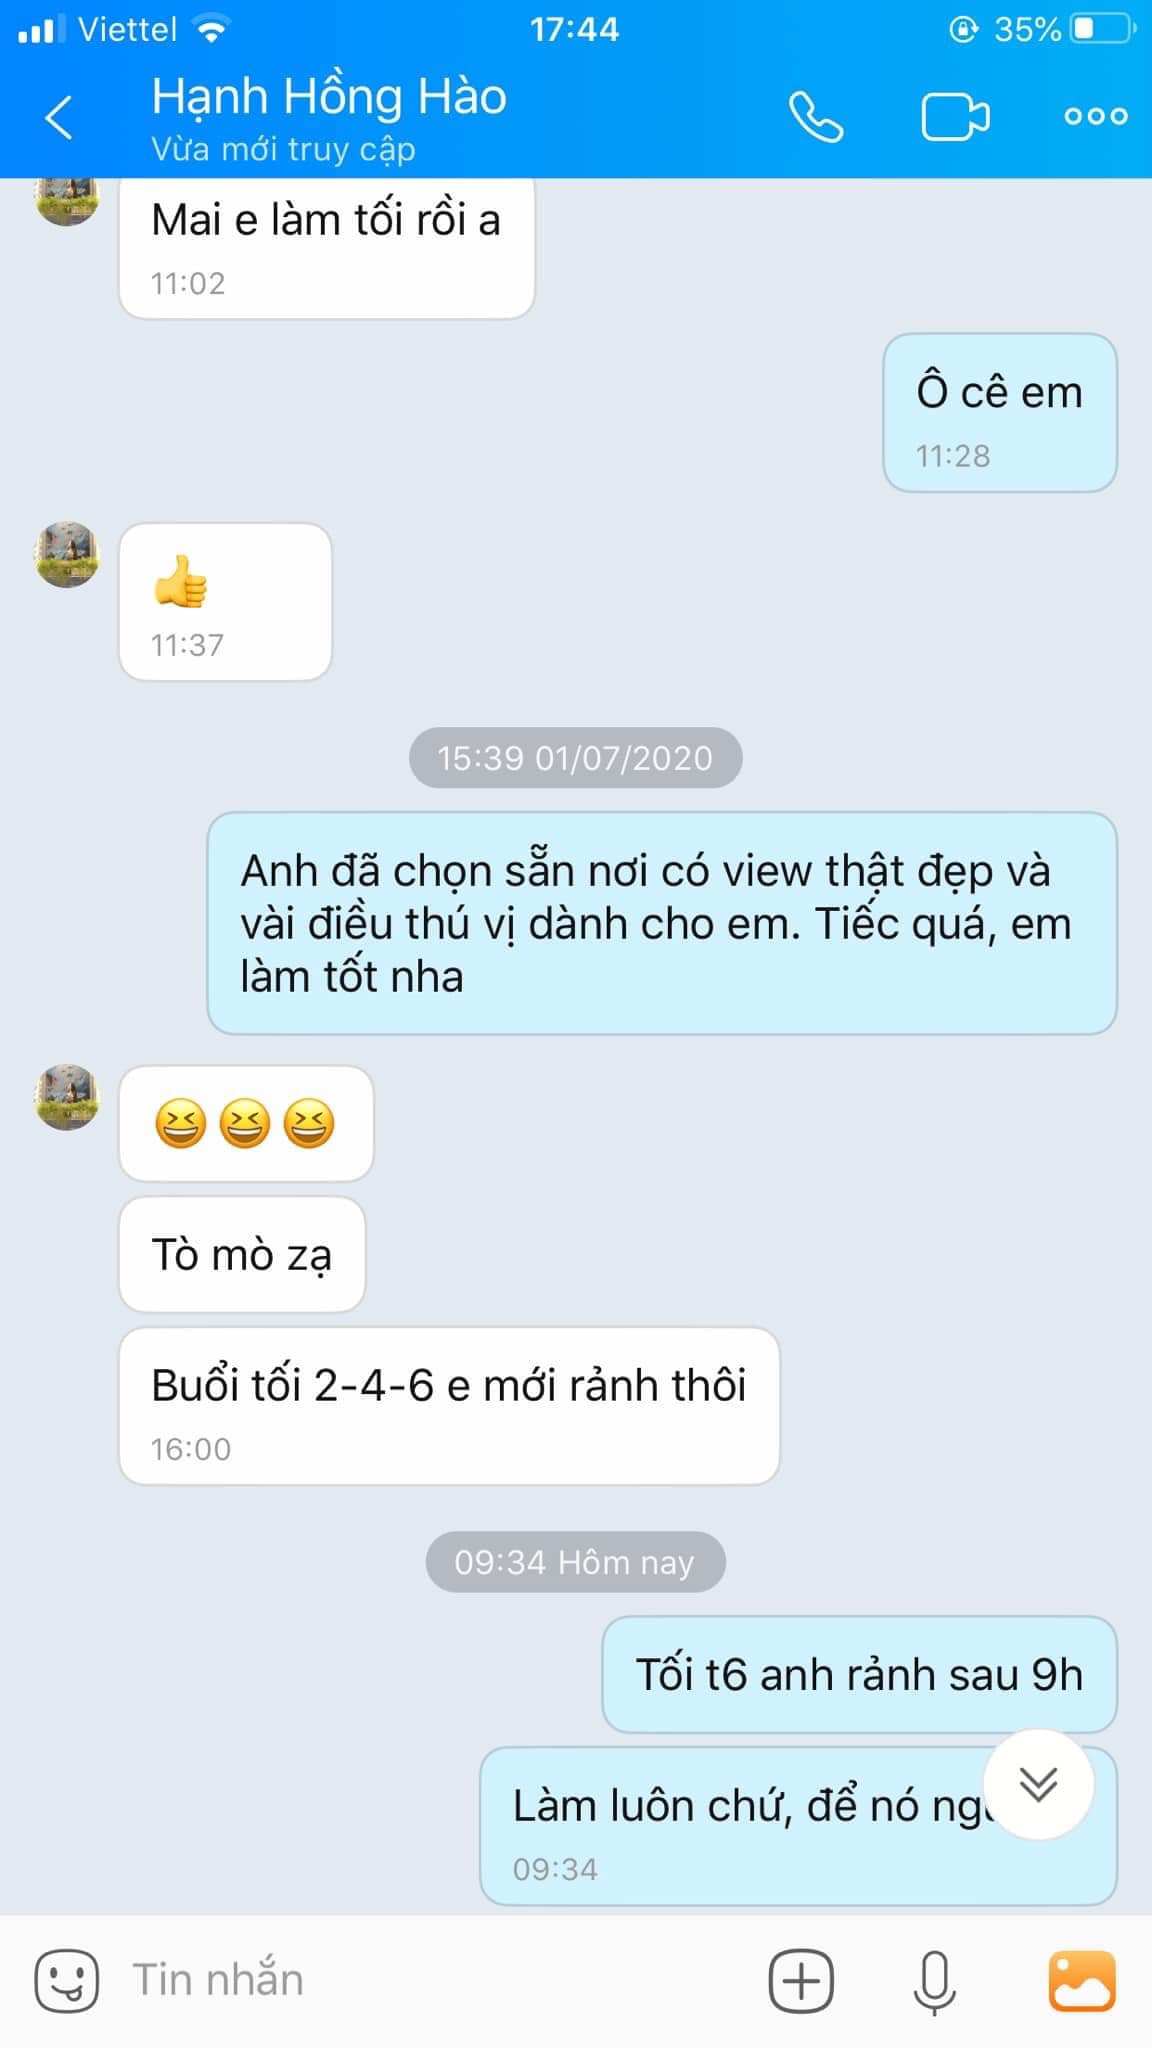 Viettel 17:44 35%
Hạnh Hồng Hào
Vừa mới truy cập
Mai e làm tối rồi a
11:02
Ô cê em
11:28
👍
11:37
15:39 01/07/2020
Anh đã chọn sẵn nơi có view thật đẹp và
vài điều thú vị dành cho em. Tiếc quá, em
làm tốt nha
😆😆😆
Tò mò zạ
Buổi tối 2-4-6 e mới rảnh thôi
16:00
09:34 Hôm nay
Tối t6 anh rảnh sau 9h
Làm luôn chứ, để nó
09:34
Tin nhắn